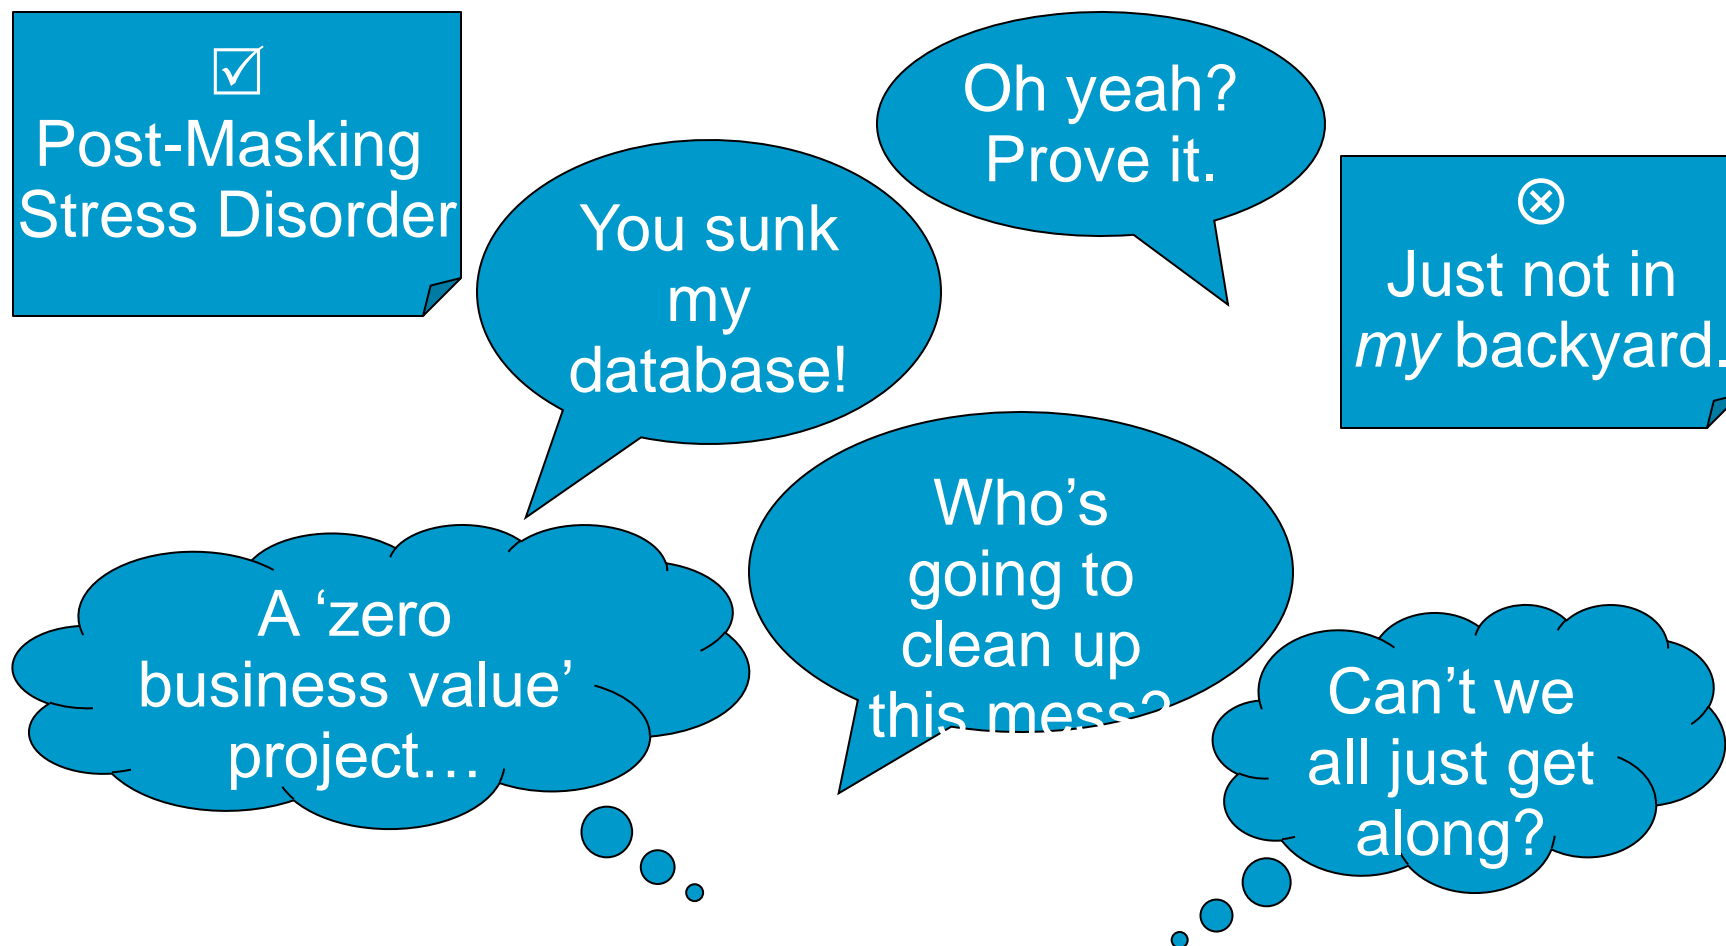 ☑
Post-Masking
Stress Disorder
You sunk
my
database!
Oh yeah?
Prove it.
⊗
Just not in
my backyard.
A ‘zero
business value’
project…
Who’s
going to
clean up
this mess?
Can’t we
all just get
along?